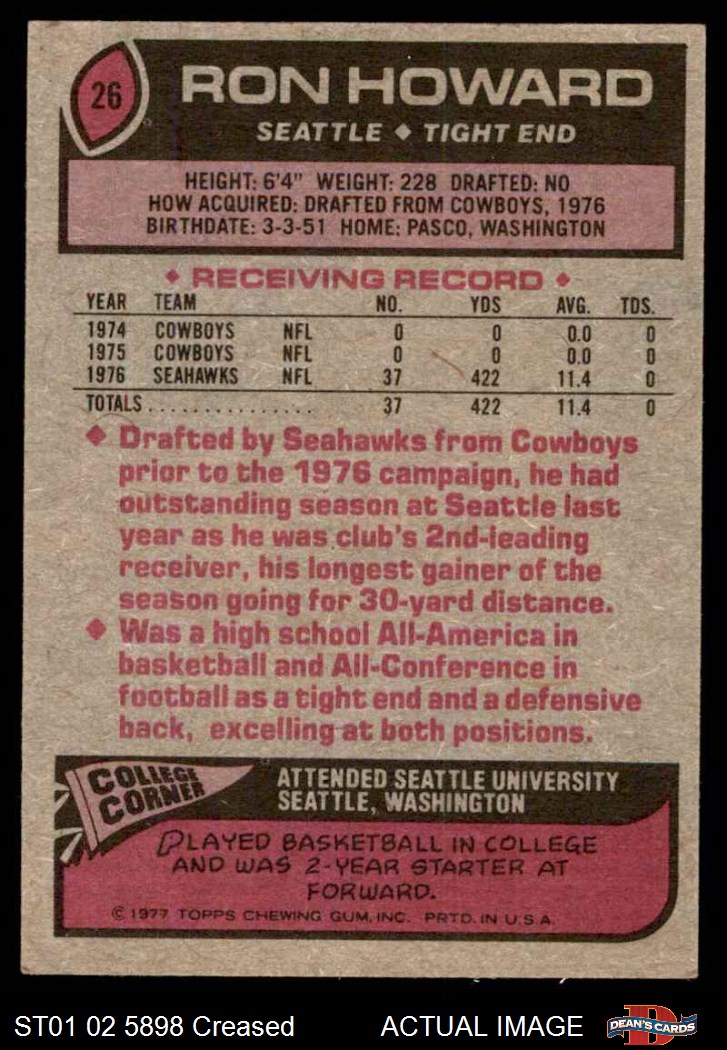 26
RON HOWARD
SEATTLE ◆ TIGHT END
HEIGHT: 6'4" WEIGHT: 228 DRAFTED: NO
HOW ACQUIRED: DRAFTED FROM COWBOYS, 1976
BIRTHDATE: 3-3-51 HOME: PASCO, WASHINGTON
◆ RECEIVING RECORD ◆
YEAR TEAM NO. YDS AVG. TDS.
1974 COWBOYS NFL 0 0 0.0 0
1975 COWBOYS NFL 0 0 0.0 0
1976 SEAHAWKS NFL 37 422 11.4 0
TOTALS................ 37 422 11.4 0
◆ Drafted by Seahawks from Cowboys
prior to the 1976 campaign, he had
outstanding season at Seattle last
year as he was club's 2nd-leading
receiver, his longest gainer of the
season going for 30-yard distance.
◆ Was a high school All-America in
basketball and All-Conference in
football as a tight end and a defensive
back, excelling at both positions.
COLLEGE
CORNER
ATTENDED SEATTLE UNIVERSITY
SEATTLE, WASHINGTON
PLAYED BASKETBALL IN COLLEGE
AND WAS 2-YEAR STARTER AT
FORWARD.
© 1977 TOPPS CHEWING GUM, INC. PRTD. IN U.S.A.
ST01 02 5898 Creased ACTUAL IMAGE
D
DEAN'S CARDS